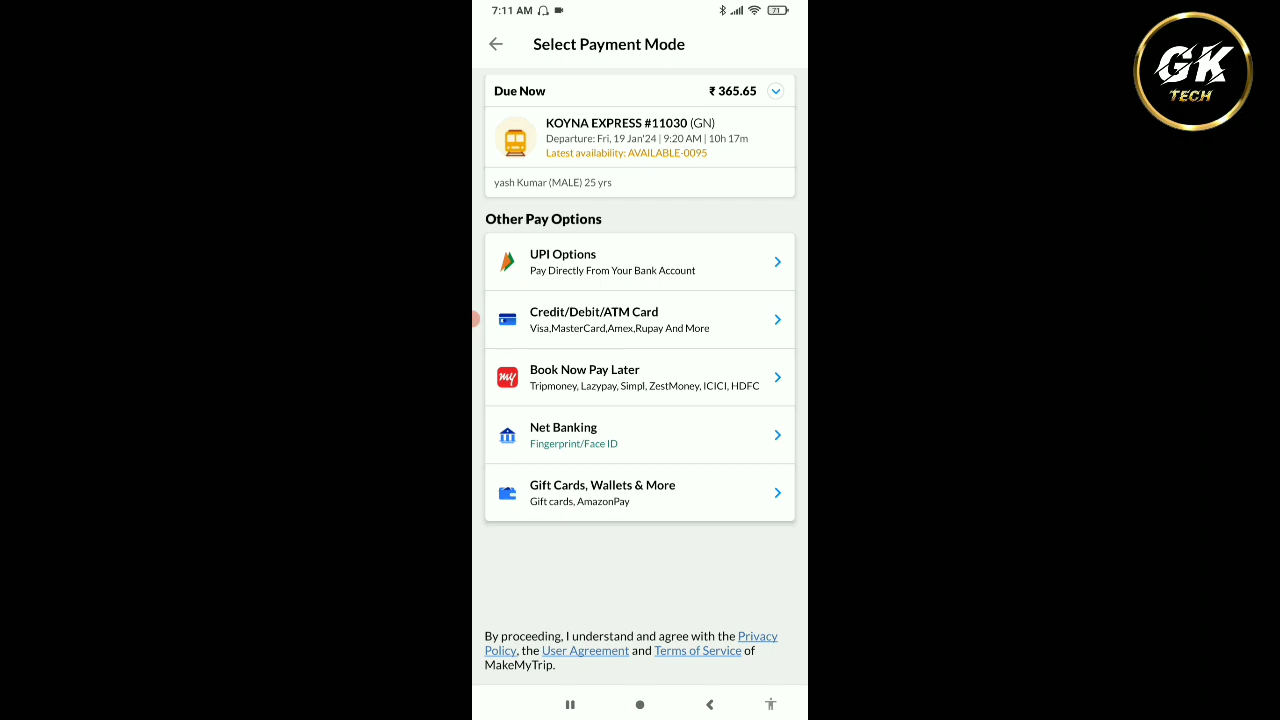 7:11 AM
71
Select Payment Mode
Due Now ₹ 365.65
KOYNA EXPRESS #11030 (GN)
Departure: Fri, 19 Jan'24 | 9:20 AM | 10h 17m
Latest availability: AVAILABLE-0095
yash Kumar (MALE) 25 yrs
Other Pay Options
UPI Options
Pay Directly From Your Bank Account
Credit/Debit/ATM Card
Visa,MasterCard,Amex,Rupay And More
my
Book Now Pay Later
Tripmoney, Lazypay, Simpl, ZestMoney, ICICI, HDFC
Net Banking
Fingerprint/Face ID
Gift Cards, Wallets & More
Gift cards, AmazonPay
By proceeding, I understand and agree with the Privacy
Policy, the User Agreement and Terms of Service of
MakeMyTrip.
GK
TECH